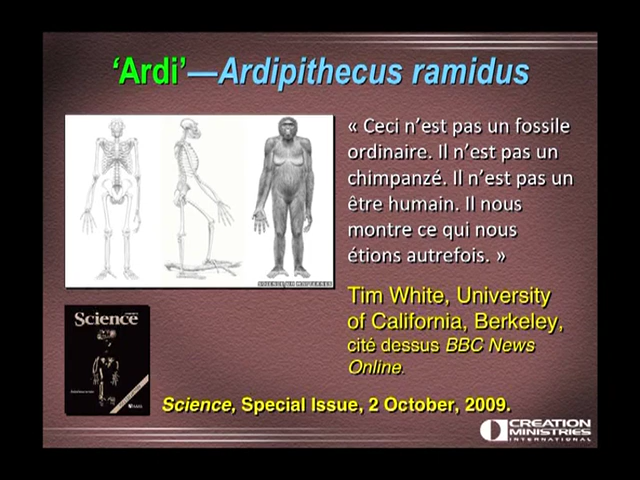 ‘Ardi’—Ardipithecus ramidus
« Ceci n’est pas un fossile
ordinaire. Il n’est pas un
chimpanzé. Il n’est pas un
être humain. Il nous
montre ce qui nous
étions autrefois. »
Tim White, University
of California, Berkeley,
cité dessus BBC News
Online.
Science
Science, Special Issue, 2 October, 2009.
CREATION
MINISTRIES
INTERNATIONAL